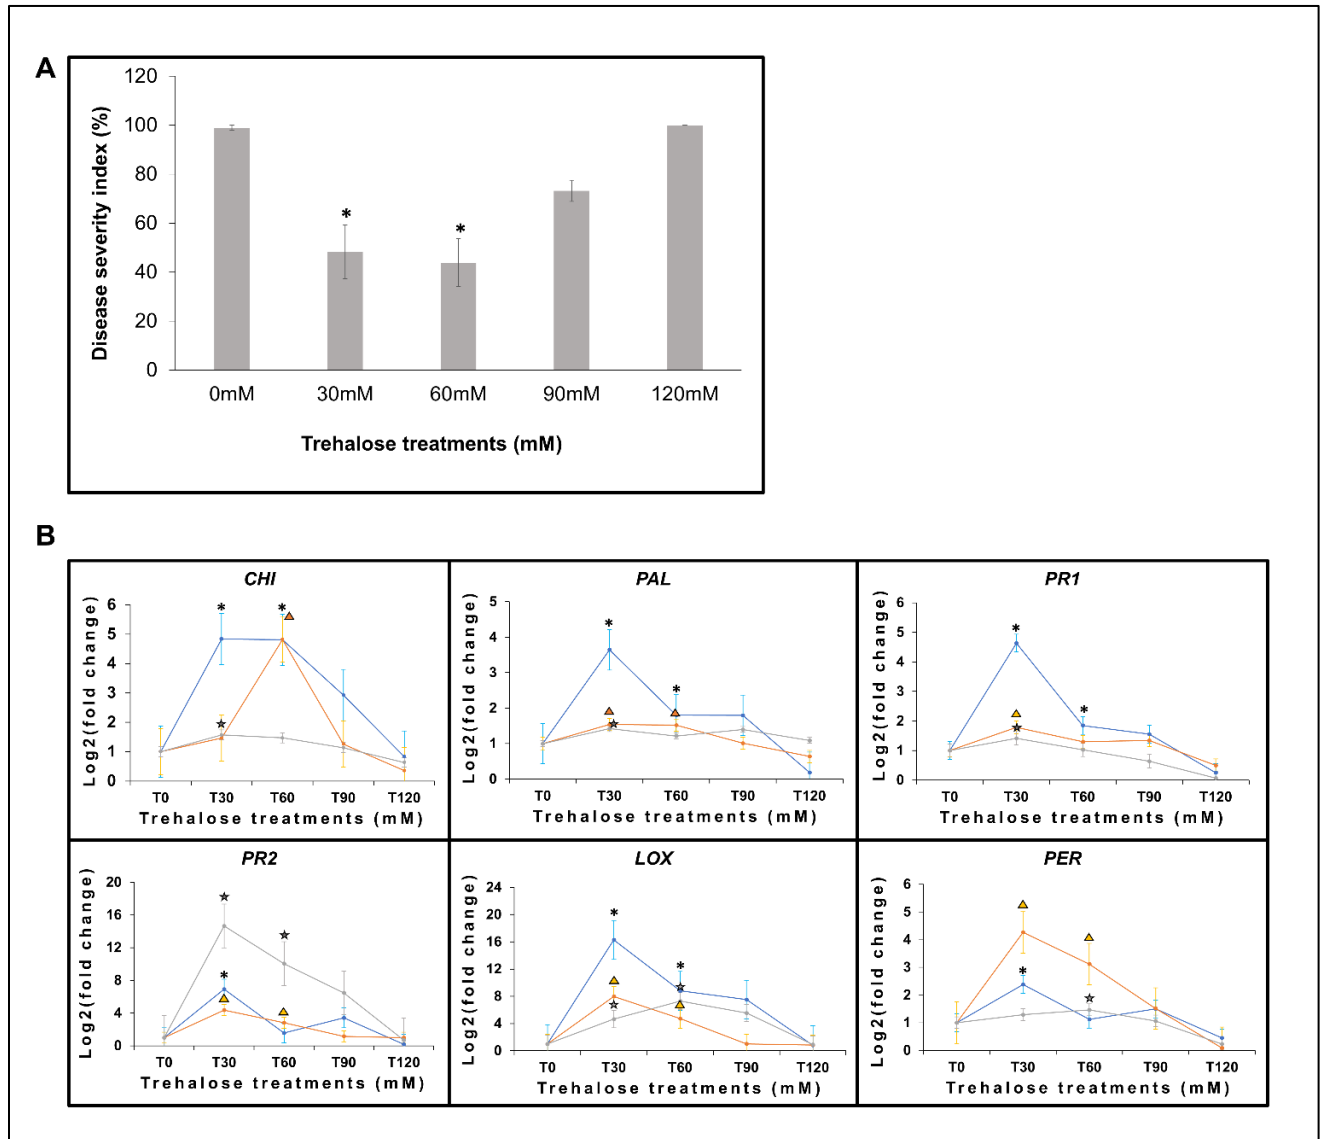 A
Disease severity index (%)
120
100
80
60
40
20
0
*
*
0mM 30mM 60mM 90mM 120mM
Trehalose treatments (mM)
B
CHI
Log2(fold change)
6
5
4
3
2
1
0
*
*
T0 T30 T60 T90 T120
Trehalose treatments (mM)
PAL
Log2(fold change)
5
4
3
2
1
0
*
*
T0 T30 T60 T90 T120
Trehalose treatments (mM)
PR1
Log2(fold change)
6
5
4
3
2
1
0
*
*
T0 T30 T60 T90 T120
Trehalose treatments (mM)
PR2
Log2(fold change)
20
16
12
8
4
0
*
T0 T30 T60 T90 T120
Trehalose treatments (mM)
LOX
Log2(fold change)
24
20
16
12
8
4
0
*
*
T0 T30 T60 T90 T120
Trehalose treatments (mM)
PER
Log2(fold change)
6
5
4
3
2
1
0
*
T0 T30 T60 T90 T120
Trehalose treatments (mM)